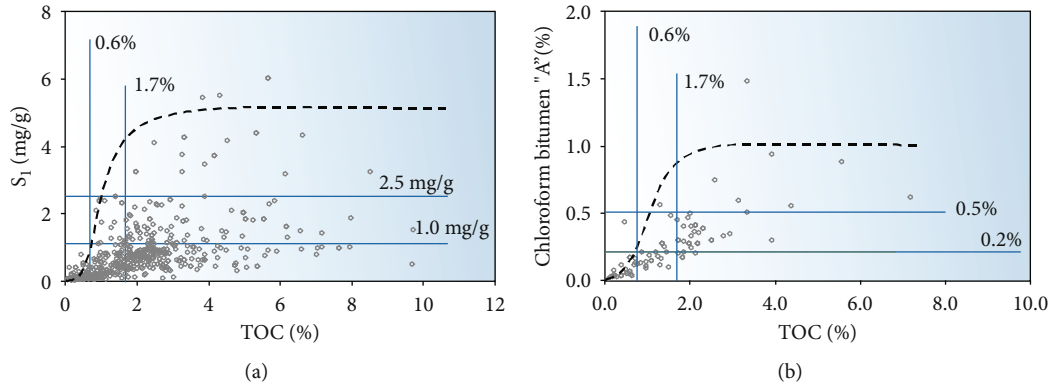 (a)
8
6
4
2
0
S₁ (mg/g)
0.6%
1.7%
2.5 mg/g
1.0 mg/g
0 2 4 6 8 10 12
TOC (%)
(a)
(b)
2.0
1.5
1.0
0.5
0.0
Chloroform bitumen "A"(%)
0.6%
1.7%
0.5%
0.2%
0.0 2.0 4.0 6.0 8.0 10.0
TOC (%)
(b)